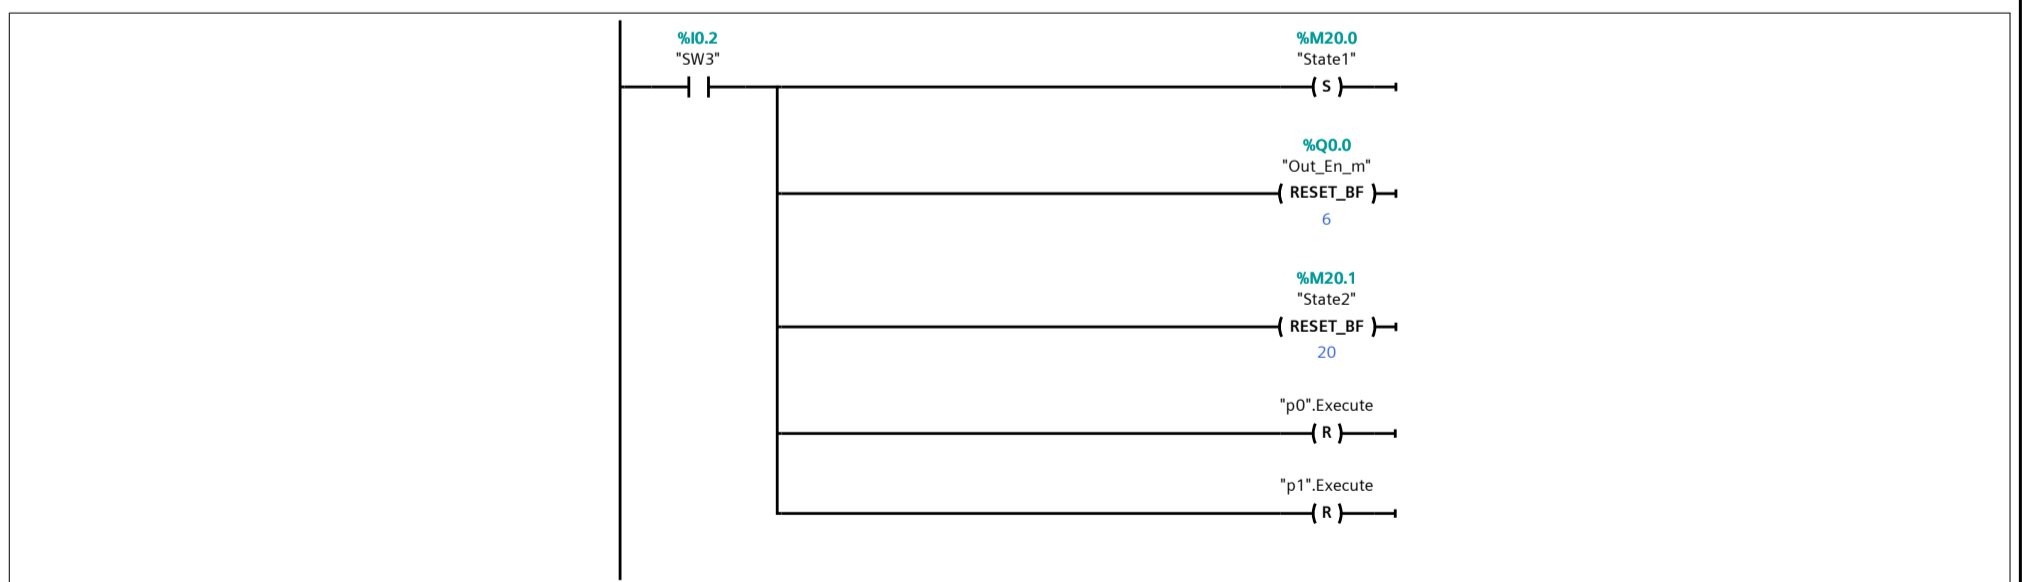 %I0.2
"SW3"
%M20.0
"State1"
( S )
%Q0.0
"Out_En_m"
( RESET_BF )
6
%M20.1
"State2"
( RESET_BF )
20
"p0".Execute
( R )
"p1".Execute
( R )